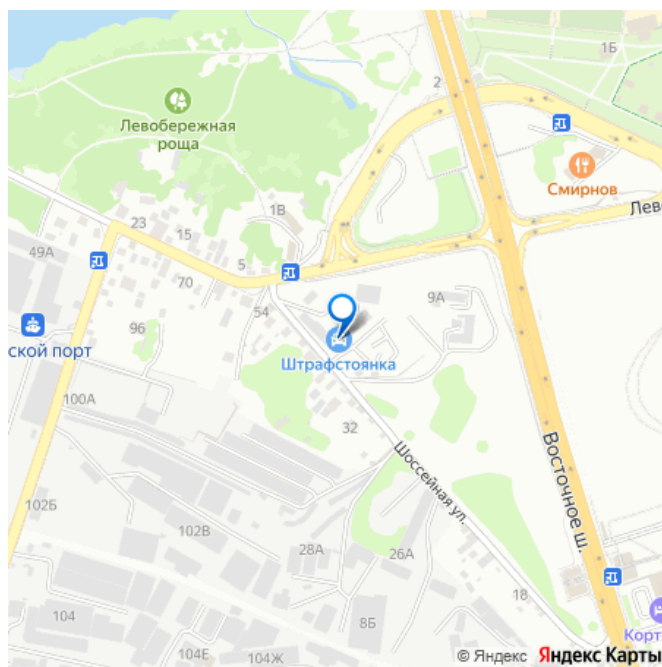 1Б
2
Левобережная
роща
Смирнов
1В
Лево
23
15
49А
5
70
9А
54
96
ской порт
Штрафстоянка
100А
32
Шоссейная ул.
Восточное ш.
102Б
102В
28А
26А
18
104
8Б
Корт
104Е
104Ж
© Яндекс Яндекс Карты